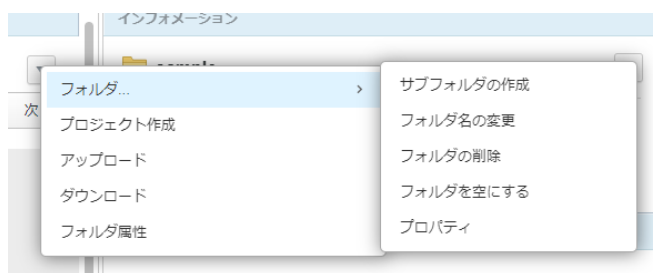 インフォメーション
sample
次
フォルダ...
プロジェクト作成
アップロード
ダウンロード
フォルダ属性
サブフォルダの作成
フォルダ名の変更
フォルダの削除
フォルダを空にする
プロパティ